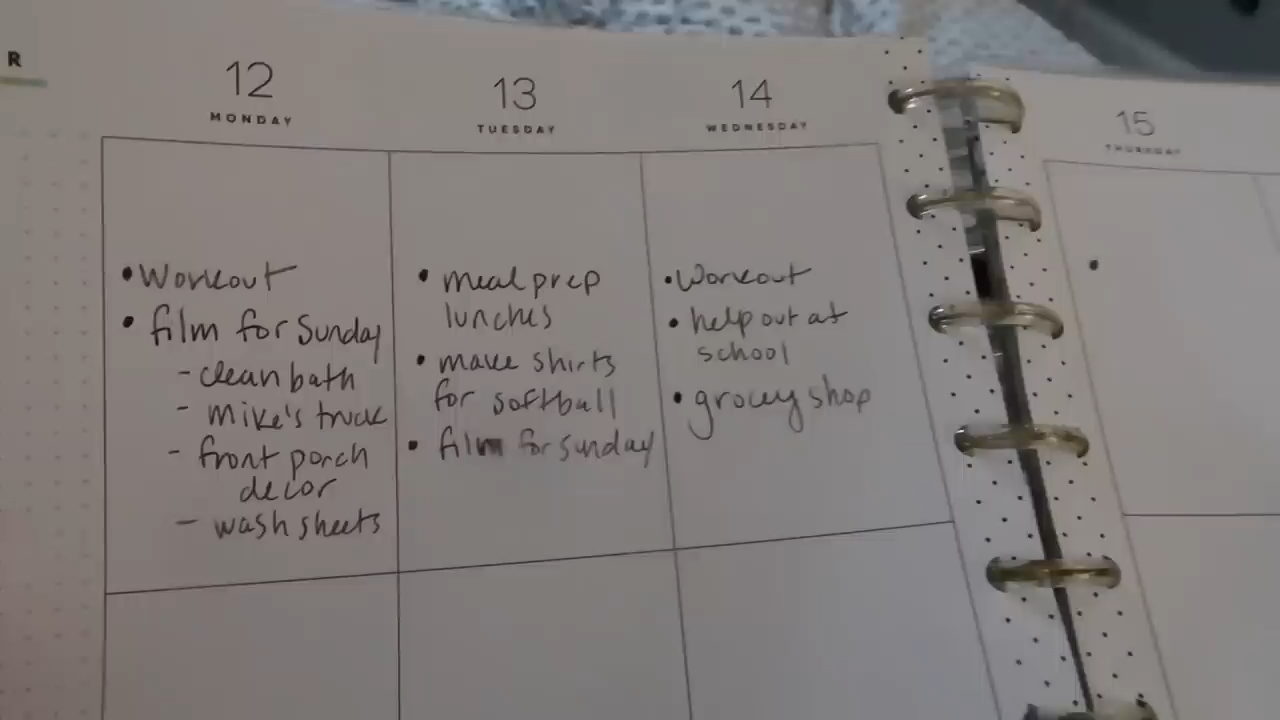 R
12
MONDAY
•Workout
• film for Sunday
- clean bath
- Mike's truck
- front porch
decor
- wash sheets
13
TUESDAY
• meal prep
lunches
• make shirts
for softball
• film for sunday
14
WEDNESDAY
•Workout
• help out at
school
• grocey shop
15
THURSDAY
•